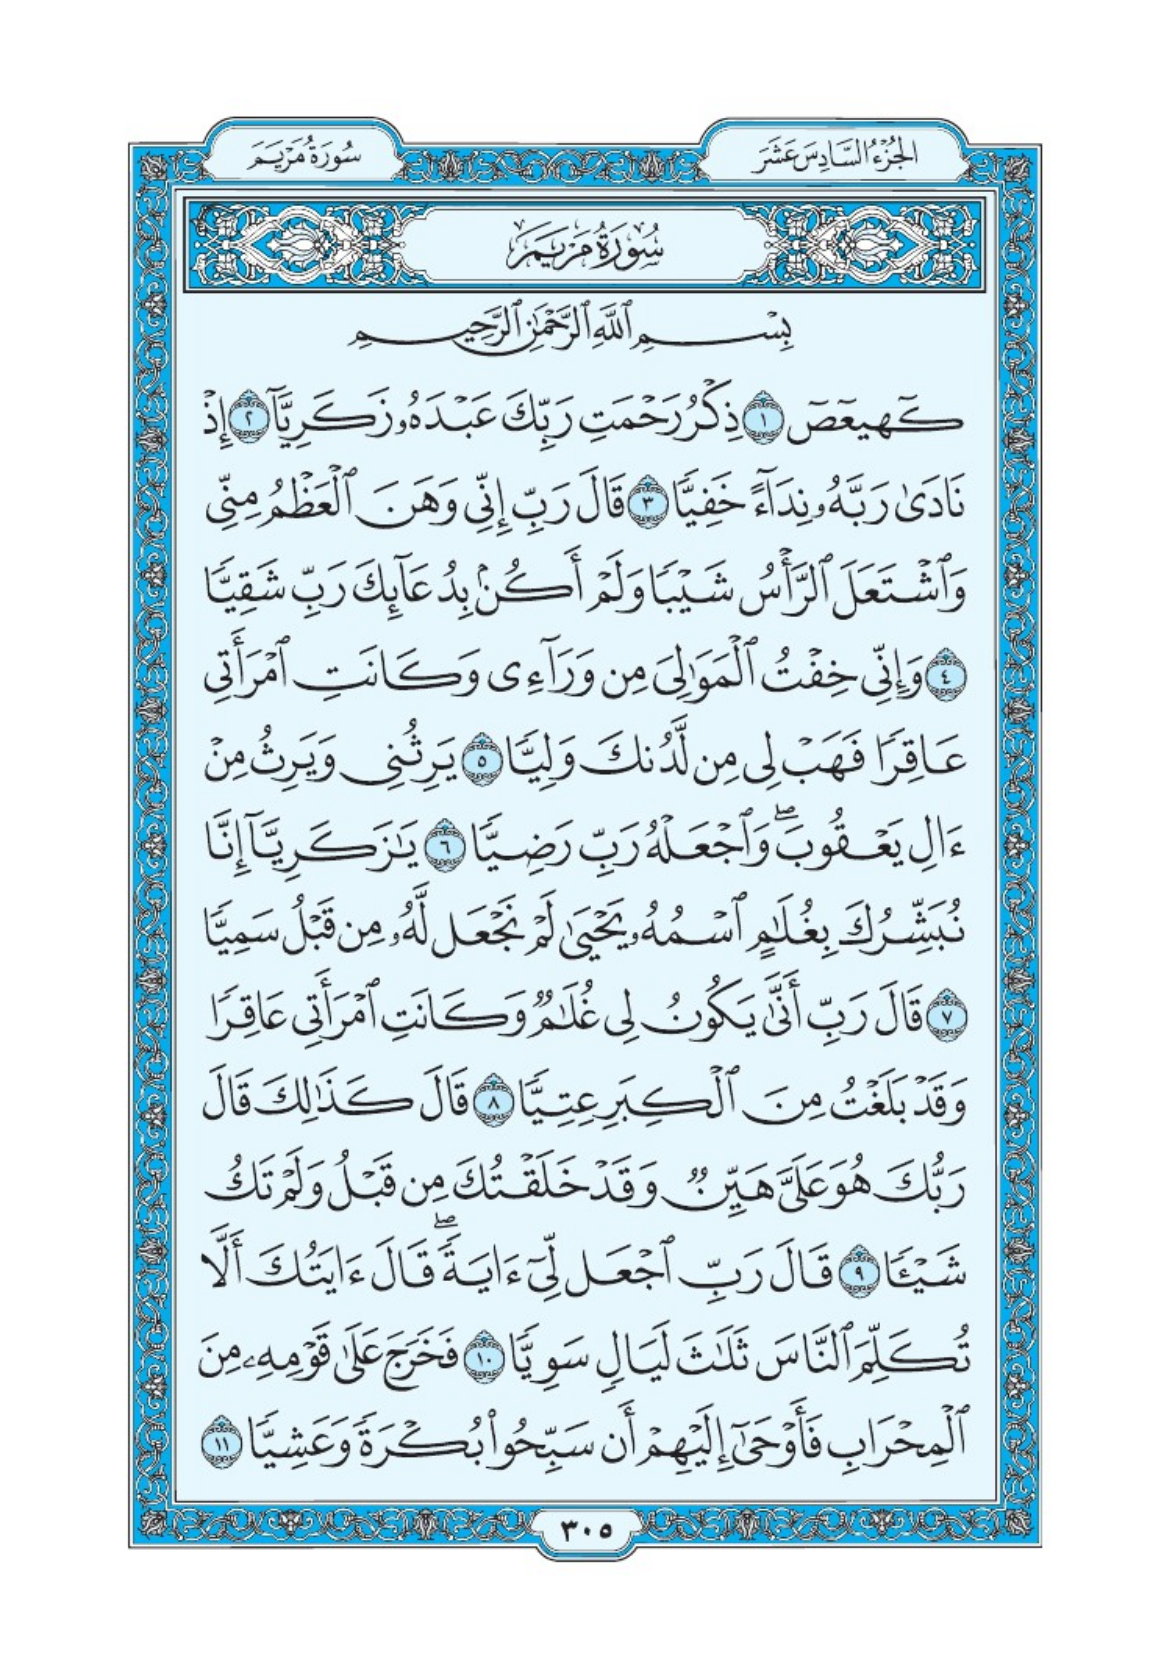 الجُزْءُ السَّادِسَ عَشَرَ
سُورَةُ مَرْيَمَ
سُورَةُ مَرْيَمَ
بِسْمِ ٱللَّهِ ٱلرَّحْمَٰنِ ٱلرَّحِيمِ
كٓهيعٓصٓ ١ ذِكْرُ رَحْمَتِ رَبِّكَ عَبْدَهُۥ زَكَرِيَّآ ٢ إِذْ
نَادَىٰ رَبَّهُۥ نِدَآءً خَفِيًّا ٣ قَالَ رَبِّ إِنِّى وَهَنَ ٱلْعَظْمُ مِنِّى
وَٱشْتَعَلَ ٱلرَّأْسُ شَيْبًا وَلَمْ أَكُنۢ بِدُعَآئِكَ رَبِّ شَقِيًّا
٤ وَإِنِّى خِفْتُ ٱلْمَوَٰلِىَ مِن وَرَآءِى وَكَانَتِ ٱمْرَأَتِى
عَاقِرًا فَهَبْ لِى مِن لَّدُنكَ وَلِيًّا ٥ يَرِثُنِى وَيَرِثُ مِنْ
ءَالِ يَعْقُوبَۖ وَٱجْعَلْهُ رَبِّ رَضِيًّا ٦ يَٰزَكَرِيَّآ إِنَّا
نُبَشِّرُكَ بِغُلَٰمٍ ٱسْمُهُۥ يَحْيَىٰ لَمْ نَجْعَل لَّهُۥ مِن قَبْلُ سَمِيًّا
٧ قَالَ رَبِّ أَنَّىٰ يَكُونُ لِى غُلَٰمٌ وَكَانَتِ ٱمْرَأَتِى عَاقِرًا
وَقَدْ بَلَغْتُ مِنَ ٱلْكِبَرِ عِتِيًّا ٨ قَالَ كَذَٰلِكَ قَالَ
رَبُّكَ هُوَ عَلَىَّ هَيِّنٌ وَقَدْ خَلَقْتُكَ مِن قَبْلُ وَلَمْ تَكُ
شَيْـًٔا ٩ قَالَ رَبِّ ٱجْعَل لِّىٓ ءَايَةًۖ قَالَ ءَايَتُكَ أَلَّا
تُكَلِّمَ ٱلنَّاسَ ثَلَٰثَ لَيَالٍ سَوِيًّا ١٠ فَخَرَجَ عَلَىٰ قَوْمِهِۦ مِنَ
ٱلْمِحْرَابِ فَأَوْحَىٰٓ إِلَيْهِمْ أَن سَبِّحُوا۟ بُكْرَةً وَعَشِيًّا ١١
٣٠٥